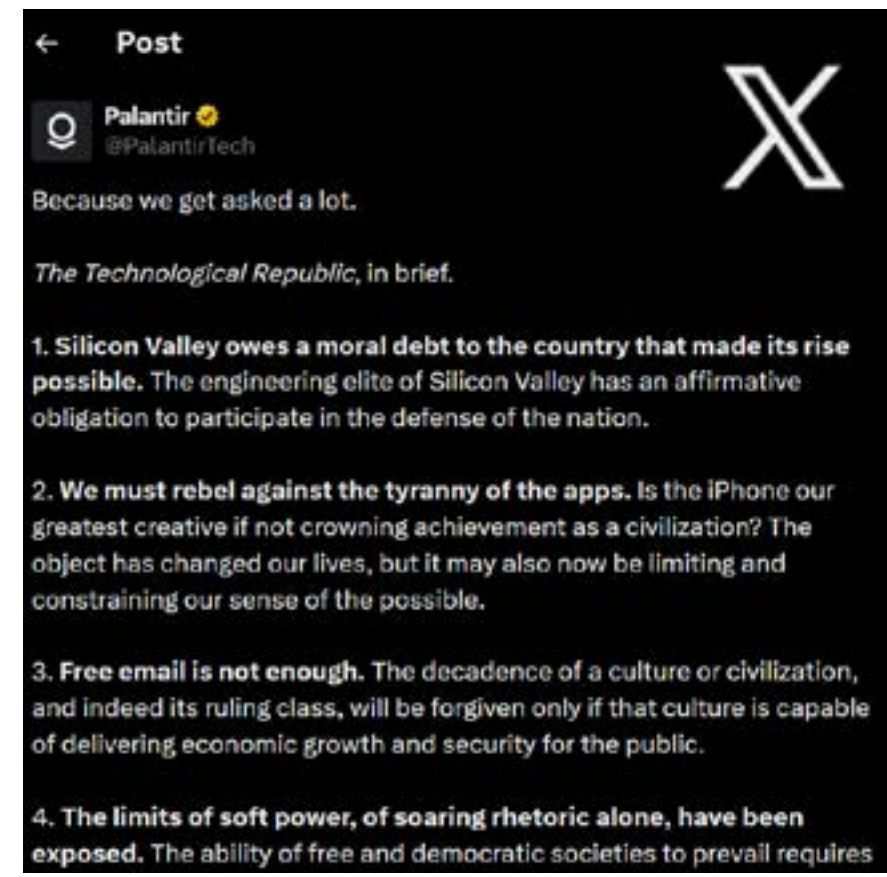 ← Post
Palantir
@PalantirTech
Because we get asked a lot.
The Technological Republic, in brief.
1. Silicon Valley owes a moral debt to the country that made its rise
possible. The engineering elite of Silicon Valley has an affirmative
obligation to participate in the defense of the nation.
2. We must rebel against the tyranny of the apps. Is the iPhone our
greatest creative if not crowning achievement as a civilization? The
object has changed our lives, but it may also now be limiting and
constraining our sense of the possible.
3. Free email is not enough. The decadence of a culture or civilization,
and indeed its ruling class, will be forgiven only if that culture is capable
of delivering economic growth and security for the public.
4. The limits of soft power, of soaring rhetoric alone, have been
exposed. The ability of free and democratic societies to prevail requires